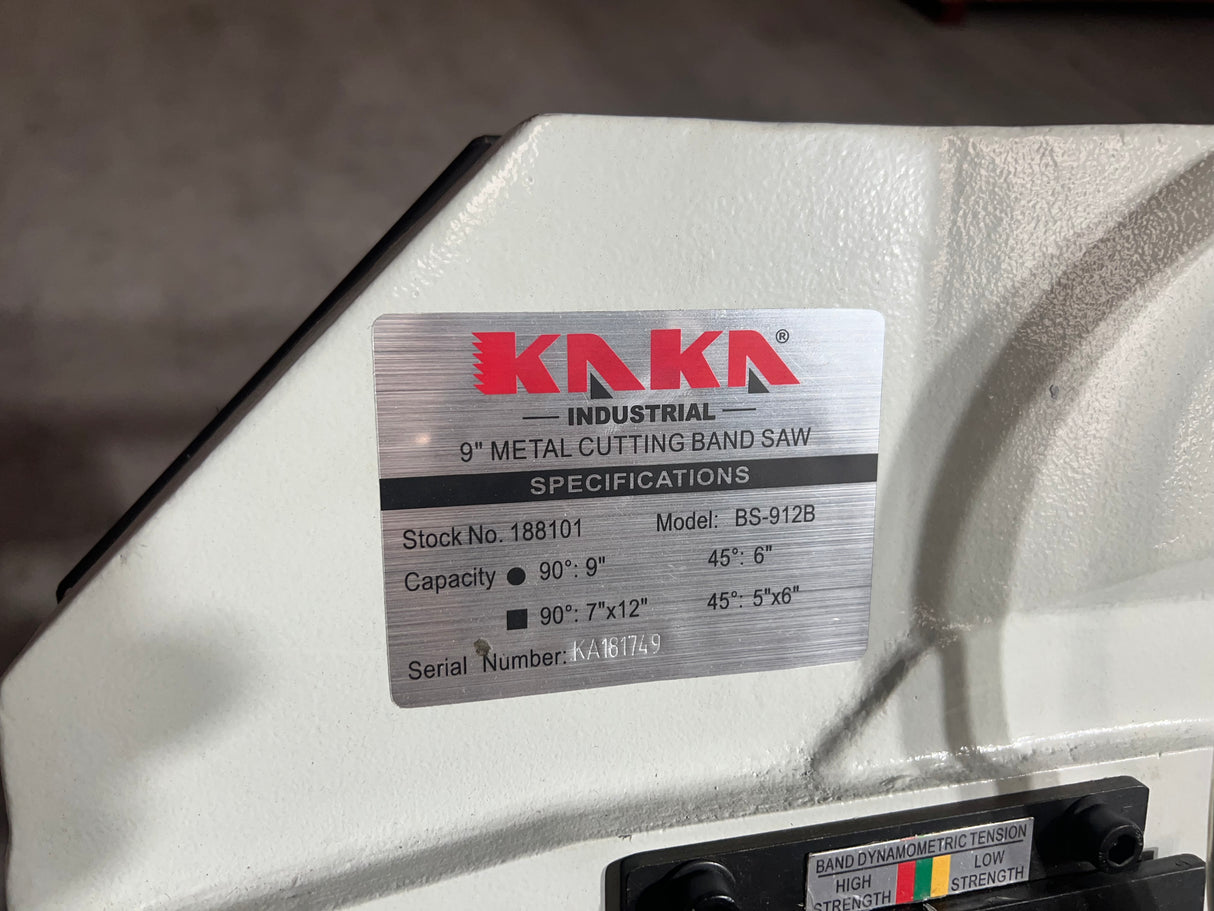 KAKA®
INDUSTRIAL
9" METAL CUTTING BAND SAW
SPECIFICATIONS
Stock No. 188101 Model: BS-912B
Capacity ● 90°: 9" 45°: 6"
■ 90°: 7"x12" 45°: 5"x6"
Serial Number: KA181749
BAND DYNAMOMETRIC TENSION
HIGH LOW
STRENGTH STRENGTH